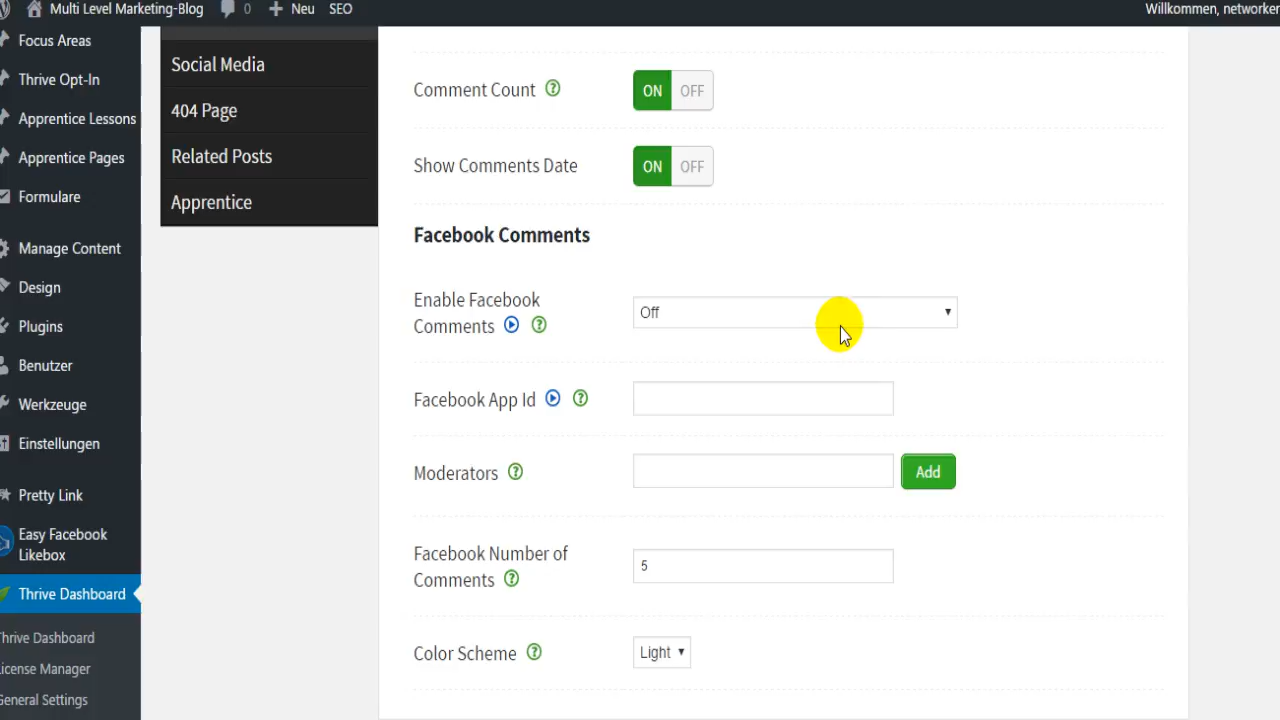 Multi Level Marketing-Blog 0 Neu SEO Willkommen, networker
Focus Areas
Thrive Opt-In
Apprentice Lessons
Apprentice Pages
Formulare
Manage Content
Design
Plugins
Benutzer
Werkzeuge
Einstellungen
Pretty Link
Easy Facebook
Likebox
Thrive Dashboard
Thrive Dashboard
License Manager
General Settings
Social Media
404 Page
Related Posts
Apprentice
Comment Count ON OFF
Show Comments Date ON OFF
Facebook Comments
Enable Facebook
Comments
Off
Facebook App Id
Moderators Add
Facebook Number of
Comments
5
Color Scheme Light